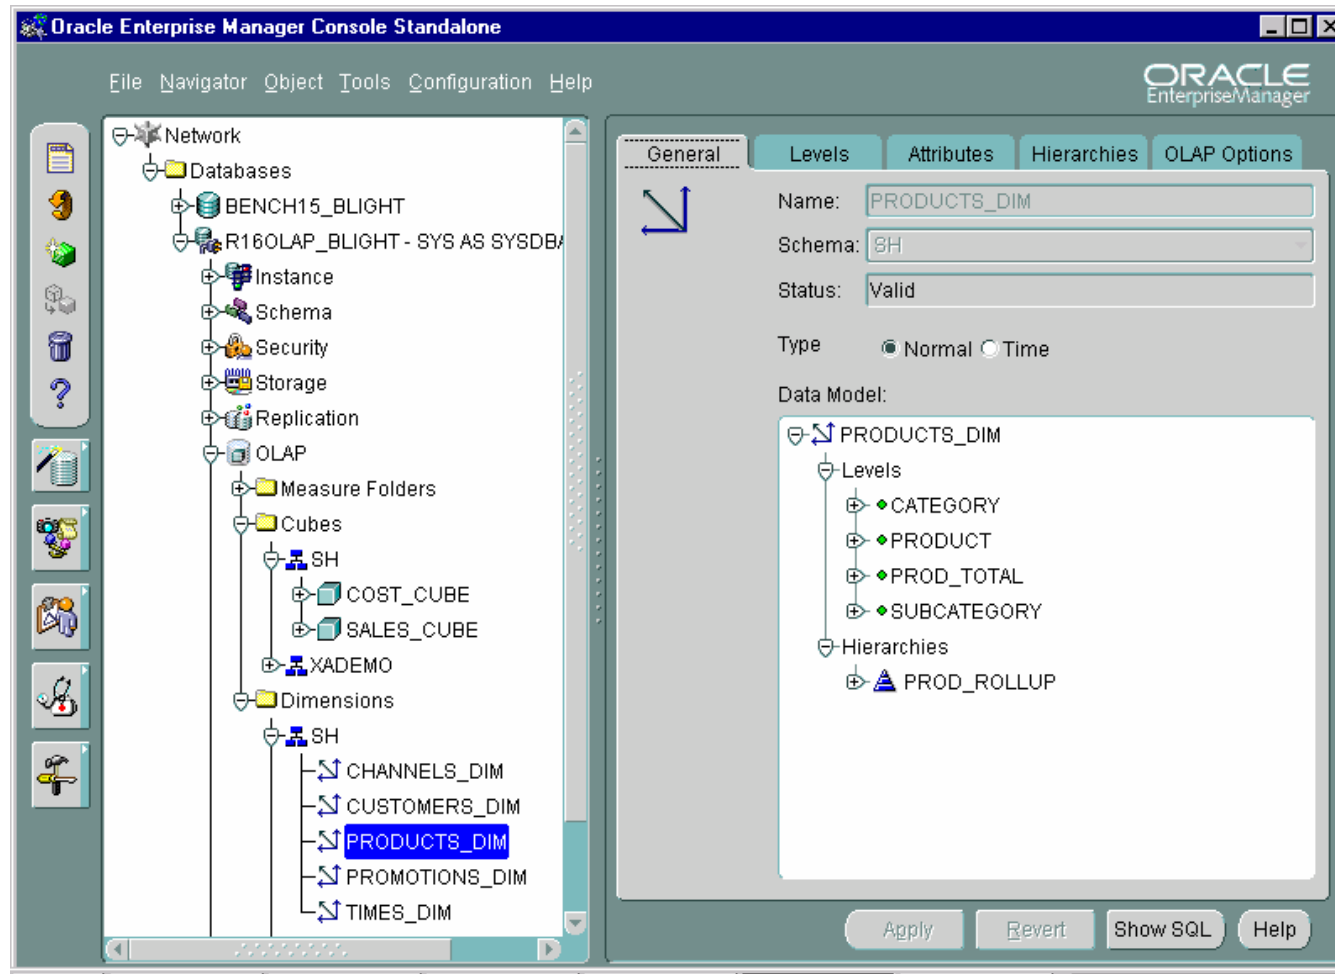 Oracle Enterprise Manager Console Standalone
File Navigator Object Tools Configuration Help
ORACLE
EnterpriseManager
Network
Databases
BENCH15_BLIGHT
R16OLAP_BLIGHT - SYS AS SYSDBA
Instance
Schema
Security
Storage
Replication
OLAP
Measure Folders
Cubes
SH
COST_CUBE
SALES_CUBE
XADEMO
Dimensions
SH
CHANNELS_DIM
CUSTOMERS_DIM
PRODUCTS_DIM
PROMOTIONS_DIM
TIMES_DIM
General Levels Attributes Hierarchies OLAP Options
Name: PRODUCTS_DIM
Schema: SH
Status: Valid
Type Normal Time
Data Model:
PRODUCTS_DIM
Levels
CATEGORY
PRODUCT
PROD_TOTAL
SUBCATEGORY
Hierarchies
PROD_ROLLUP
Apply Revert Show SQL Help